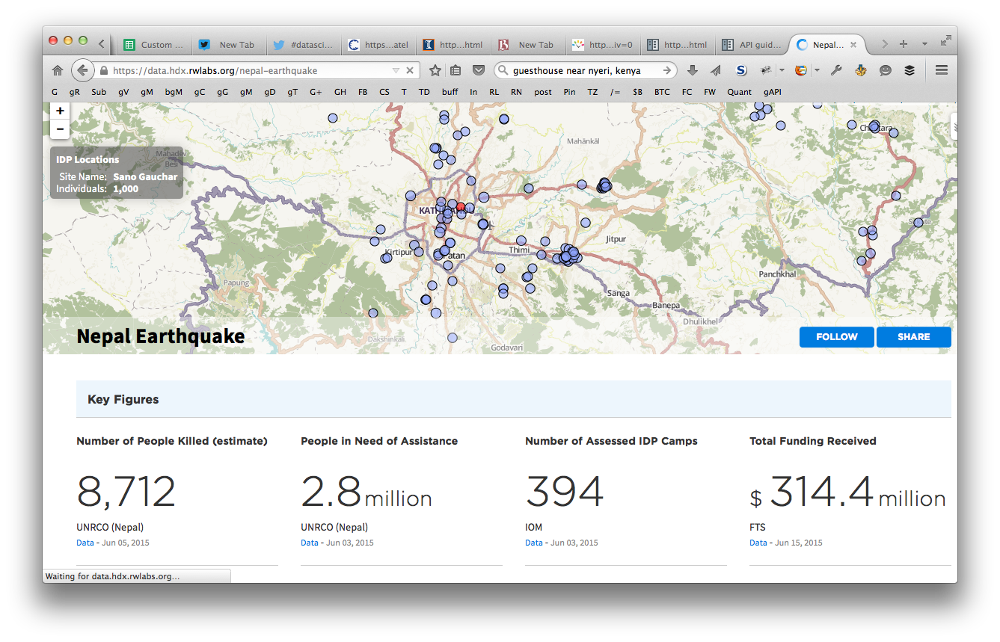 Custom ...
New Tab
#datasci...
https...atel
http...html
New Tab
http...iv=0
http...html
API guid...
Nepal...
https://data.hdx.rwlabs.org/nepal-earthquake
guesthouse near nyeri, kenya
G gR Sub gV gM bgM gC gG gM gD gT G+ GH FB CS T TD buff In RL RN post Pin TZ /= $B BTC FC FW Quant gAPI
+
−
Mahadev
Besi
IDP Locations
Site Name: Sano Gauchar
Individuals: 1,000
Mahānkāl
Jitpur
Kirtipur
Thimi
Patan
Panchkhal
Papung
Sanga
Banepa
Dhulikhel
Dakshinkali
Godavari
Nepal Earthquake
FOLLOW
SHARE
Key Figures
Number of People Killed (estimate)
8,712
UNRCO (Nepal)
Data - Jun 05, 2015
People in Need of Assistance
2.8 million
UNRCO (Nepal)
Data - Jun 03, 2015
Number of Assessed IDP Camps
394
IOM
Data - Jun 03, 2015
Total Funding Received
$ 314.4 million
FTS
Data - Jun 15, 2015
Waiting for data.hdx.rwlabs.org...